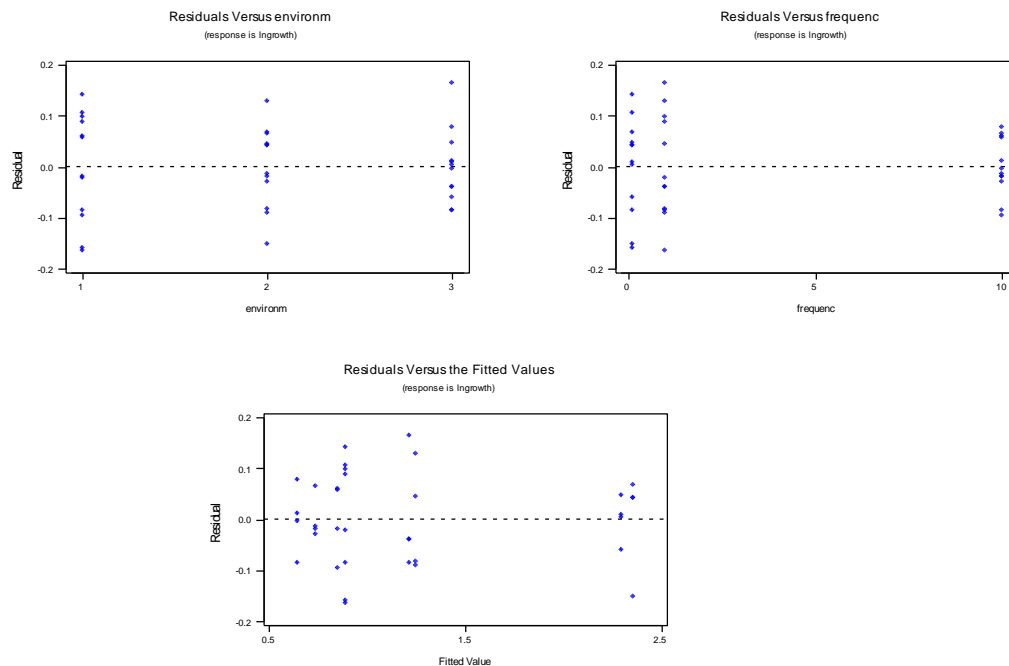 Residuals Versus environm
(response is lngrowth)
0.2
0.1
0.0
-0.1
-0.2
Residual
1
2
3
environm
Residuals Versus frequenc
(response is lngrowth)
0.2
0.1
0.0
-0.1
-0.2
Residual
0
5
10
frequenc
Residuals Versus the Fitted Values
(response is lngrowth)
0.2
0.1
0.0
-0.1
-0.2
Residual
0.5
1.5
2.5
Fitted Value